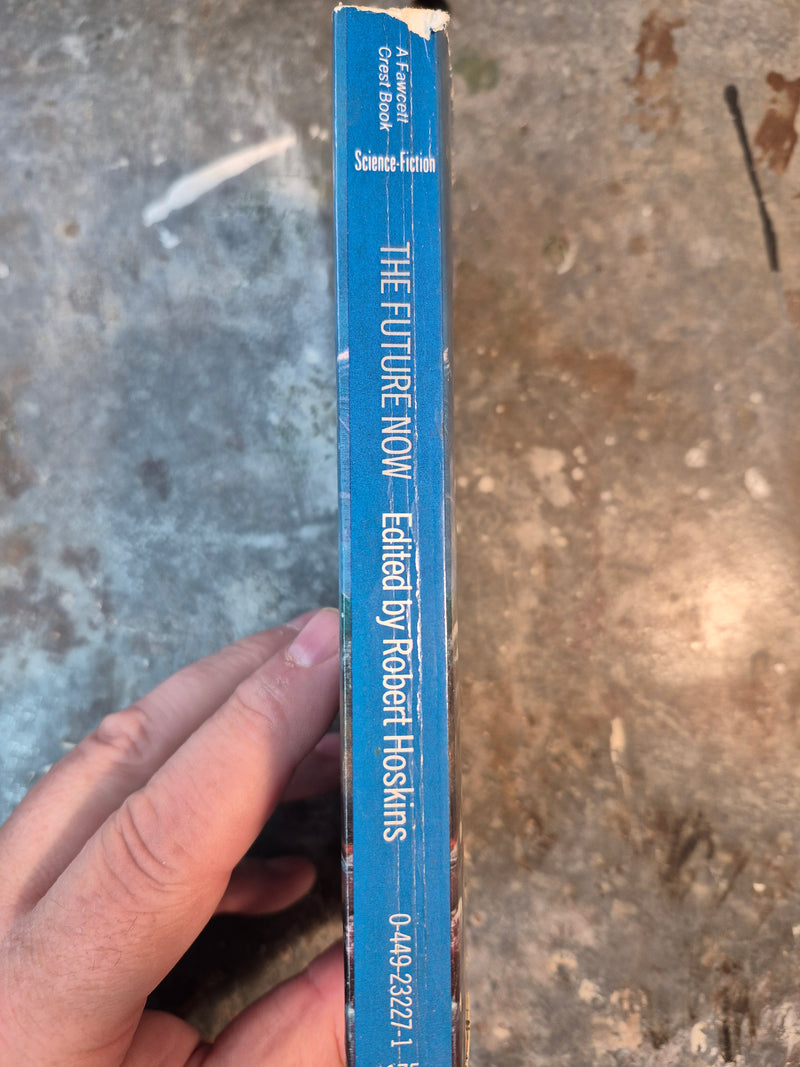 A Fawcett
Crest Book
Science-Fiction
THE FUTURE NOW Edited by Robert Hoskins
0-449-23227-1